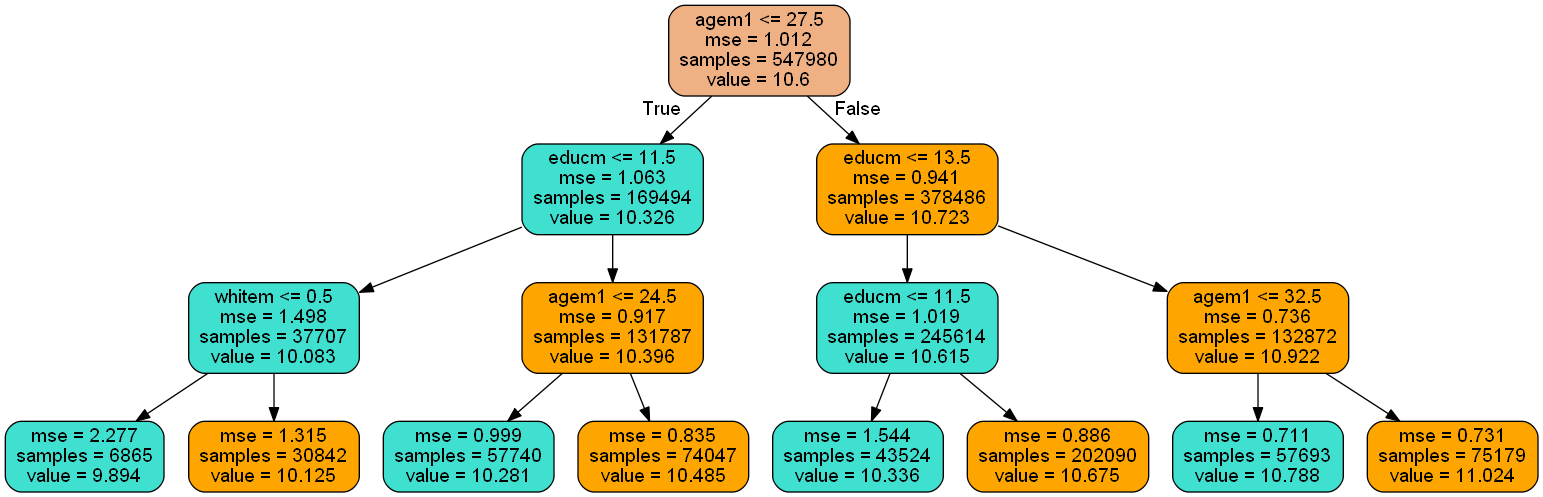 agem1 <= 27.5
mse = 1.012
samples = 547980
value = 10.6
True
False
educm <= 11.5
mse = 1.063
samples = 169494
value = 10.326
educm <= 13.5
mse = 0.941
samples = 378486
value = 10.723
whitem <= 0.5
mse = 1.498
samples = 37707
value = 10.083
agem1 <= 24.5
mse = 0.917
samples = 131787
value = 10.396
educm <= 11.5
mse = 1.019
samples = 245614
value = 10.615
agem1 <= 32.5
mse = 0.736
samples = 132872
value = 10.922
mse = 2.277
samples = 6865
value = 9.894
mse = 1.315
samples = 30842
value = 10.125
mse = 0.999
samples = 57740
value = 10.281
mse = 0.835
samples = 74047
value = 10.485
mse = 1.544
samples = 43524
value = 10.336
mse = 0.886
samples = 202090
value = 10.675
mse = 0.711
samples = 57693
value = 10.788
mse = 0.731
samples = 75179
value = 11.024